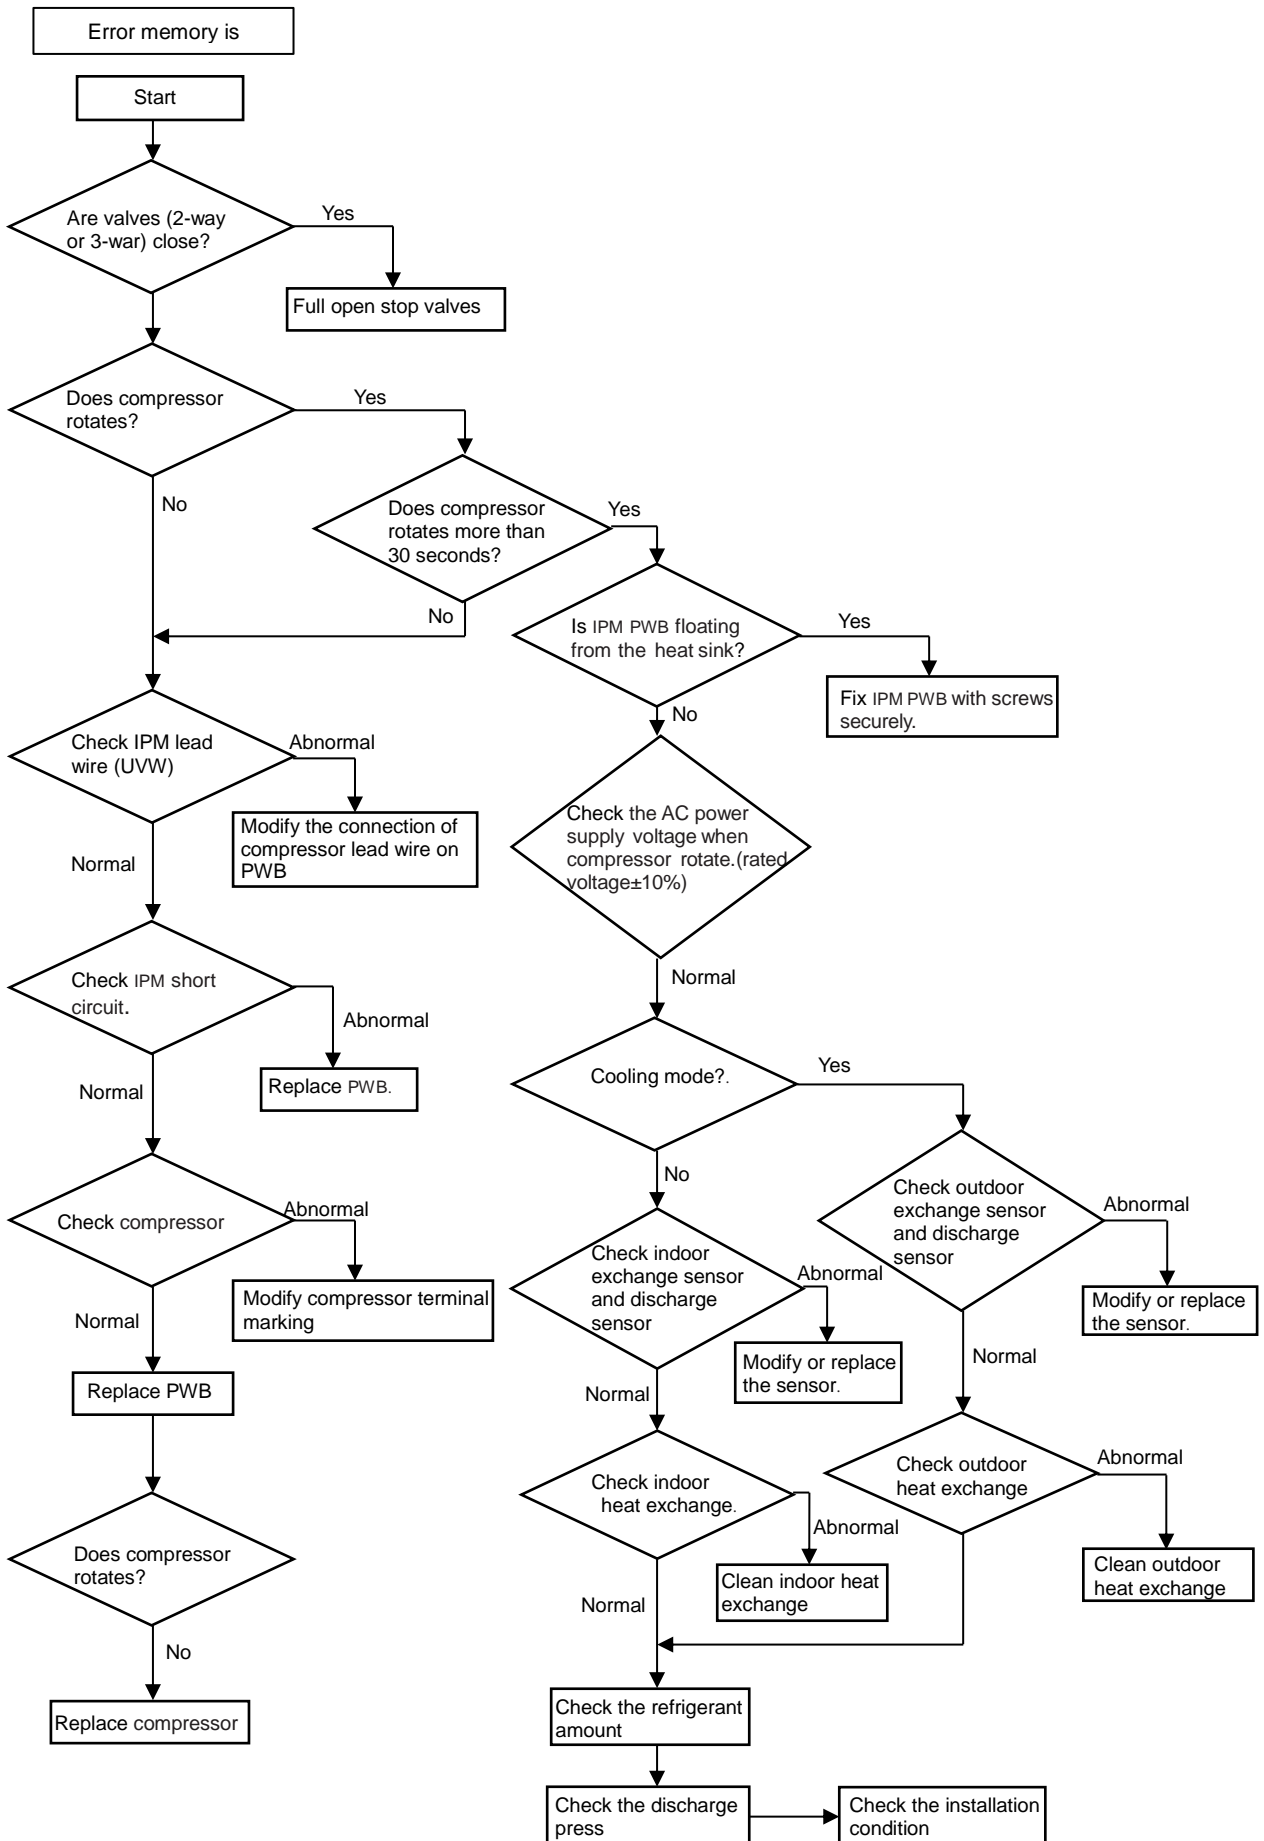 Error memory is
Start
Are valves (2-way
or 3-war) close?
Yes
Full open stop valves
Does compressor
rotates?
Yes
No
Does compressor
rotates more than
30 seconds?
Yes
No
Is IPM PWB floating
from the heat sink?
Yes
Fix IPM PWB with screws
securely.
No
Check IPM lead
wire (UVW)
Abnormal
Modify the connection of
compressor lead wire on
PWB
Normal
Check the AC power
supply voltage when
compressor rotate.(rated
voltage±10%)
Normal
Check IPM short
circuit.
Abnormal
Replace PWB.
Normal
Cooling mode?.
Yes
No
Check compressor
Abnormal
Modify compressor terminal
marking
Normal
Check indoor
exchange sensor
and discharge
sensor
Abnormal
Modify or replace
the sensor.
Normal
Check outdoor
exchange sensor
and discharge
sensor
Abnormal
Modify or replace
the sensor.
Normal
Replace PWB
Check indoor
heat exchange.
Abnormal
Clean indoor heat
exchange
Normal
Check outdoor
heat exchange
Abnormal
Clean outdoor
heat exchange
Does compressor
rotates?
No
Replace compressor
Check the refrigerant
amount
Check the discharge
press
Check the installation
condition